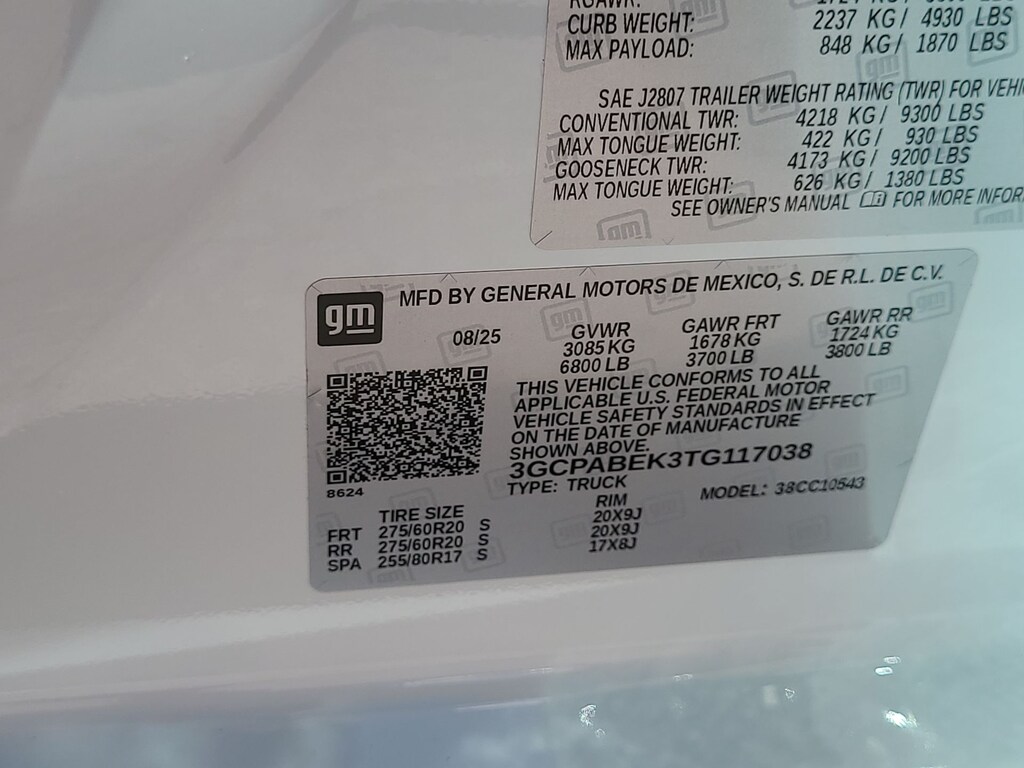 2237 KG / 4930 LBS
CURB WEIGHT:
MAX PAYLOAD: 848 KG / 1870 LBS
SAE J2807 TRAILER WEIGHT RATING (TWR) FOR
CONVENTIONAL TWR: 4218 KG / 9300 LBS
MAX TONGUE WEIGHT: 422 KG / 930 LBS
GOOSENECK TWR: 4173 KG / 9200 LBS
MAX TONGUE WEIGHT: 626 KG / 1380 LBS
SEE OWNER'S MANUAL FOR MORE INFOR
gm
gm MFD BY GENERAL MOTORS DE MEXICO, S. DE R.L. DE C.V.
08/25 GVWR GAWR FRT GAWR RR
3085 KG 1678 KG 1724 KG
6800 LB 3700 LB 3800 LB
THIS VEHICLE CONFORMS TO ALL
APPLICABLE U.S. FEDERAL MOTOR
VEHICLE SAFETY STANDARDS IN EFFECT
ON THE DATE OF MANUFACTURE
SHOWN ABOVE.
3GCPABEK3TG117038
8624 TYPE: TRUCK MODEL: 38CC10543
TIRE SIZE RIM
FRT 275/60R20 S 20X9J
RR 275/60R20 S 20X9J
SPA 255/80R17 S 17X8J